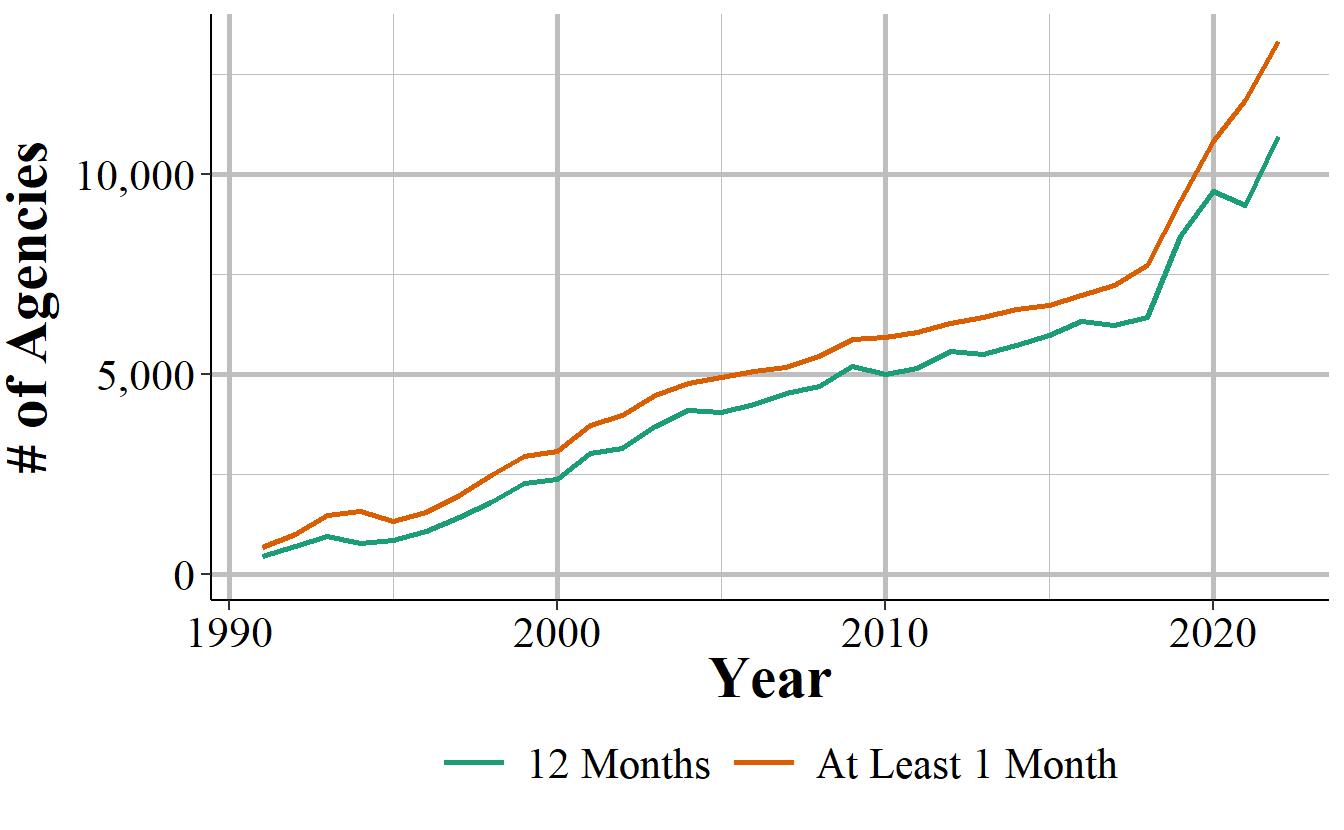 # of Agencies
10,000
5,000
0
1990 2000 2010 2020
Year
12 Months At Least 1 Month